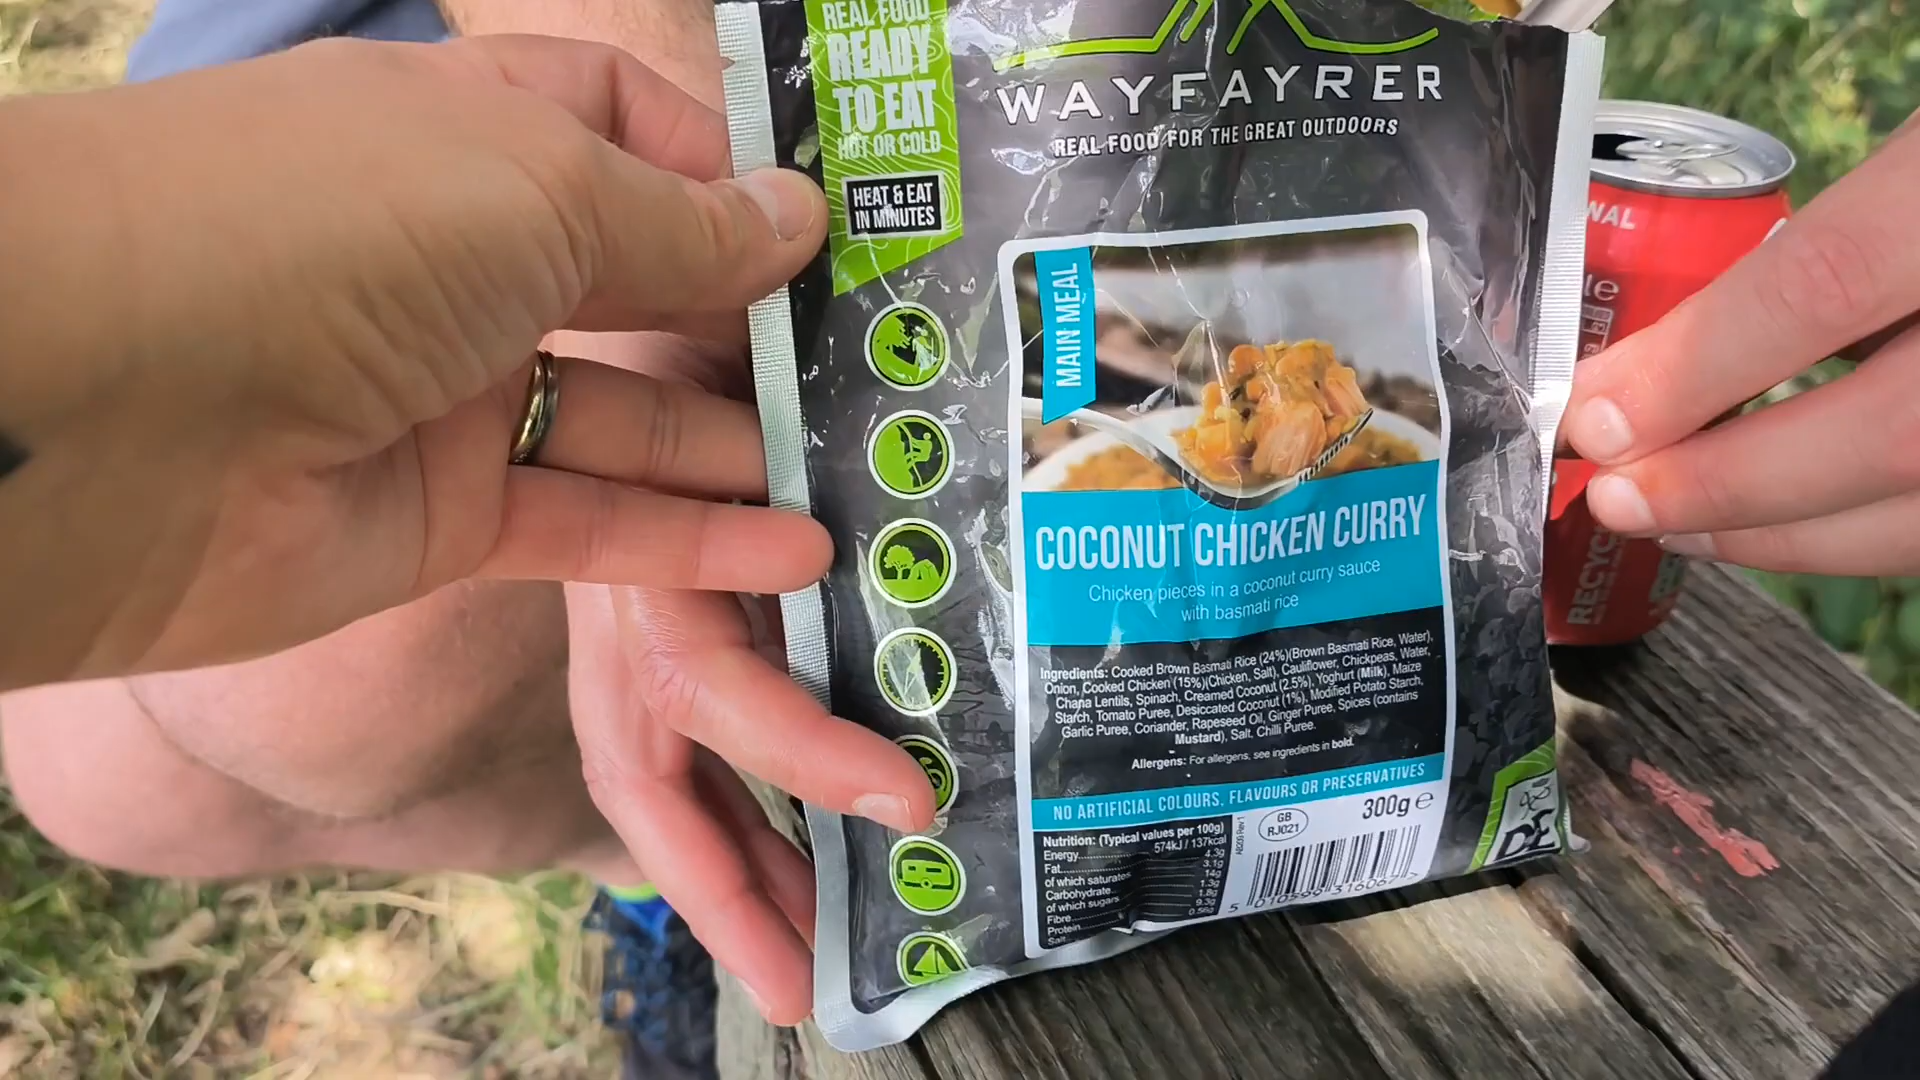 REAL FOOD
READY
TO EAT
HOT OR COLD
HEAT & EAT
IN MINUTES
WAYFAYRER
REAL FOOD FOR THE GREAT OUTDOORS
MAIN MEAL
COCONUT CHICKEN CURRY
Chicken pieces in a coconut curry sauce
with basmati rice
Ingredients: Cooked Brown Basmati Rice (24%)(Brown Basmati Rice, Water),
Onion, Cooked Chicken (15%)(Chicken, Salt), Cauliflower, Chickpeas, Water,
Chana Lentils, Spinach, Creamed Coconut (2.5%), Yoghurt (Milk), Maize
Starch, Tomato Puree, Desiccated Coconut (1%), Modified Potato Starch,
Garlic Puree, Coriander, Rapeseed Oil, Ginger Puree, Spices (contains
Mustard), Salt, Chilli Puree.
Allergens: For allergens, see ingredients in bold.
NO ARTIFICIAL COLOURS, FLAVOURS OR PRESERVATIVES
Nutrition: (Typical values per 100g)
Energy 574kJ / 137kcal
Fat 4.3g
of which saturates 3.1g
Carbohydrate 14g
of which sugars 1.3g
Fibre 1.8g
Protein 9.3g
Salt 0.56g
GB
RJ021
300g e
NAL
RECYC